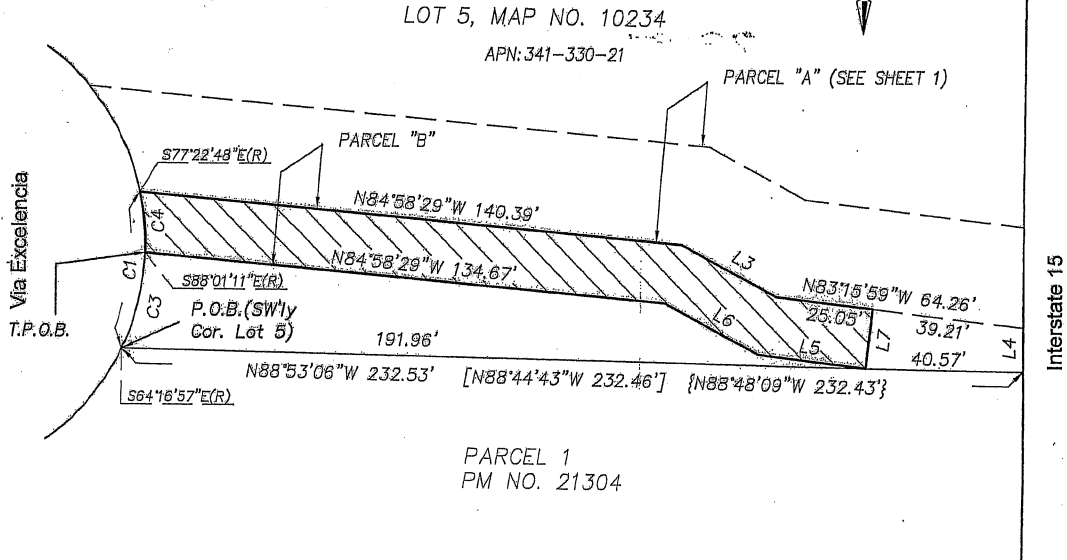 LOT 5, MAP NO. 10234
APN: 341-330-21
PARCEL "A" (SEE SHEET 1)
PARCEL "B"
S77°22'48"E(R)
N84°58'29"W 140.39'
C4
L3
N84°58'29"W 134.67'
N83°15'59"W 64.26'
Via Excelencia
C1
S88°01'11"E(R)
25.05'
39.21'
Interstate 15
T.P.O.B.
C3
P.O.B.(SW'ly
Cor. Lot 5)
L6
L7
L4
191.96'
L5
40.57'
N88°53'06"W 232.53' [N88°44'43"W 232.46'] {N88°48'09"W 232.43'}
S64°16'57"E(R)
PARCEL 1
PM NO. 21304